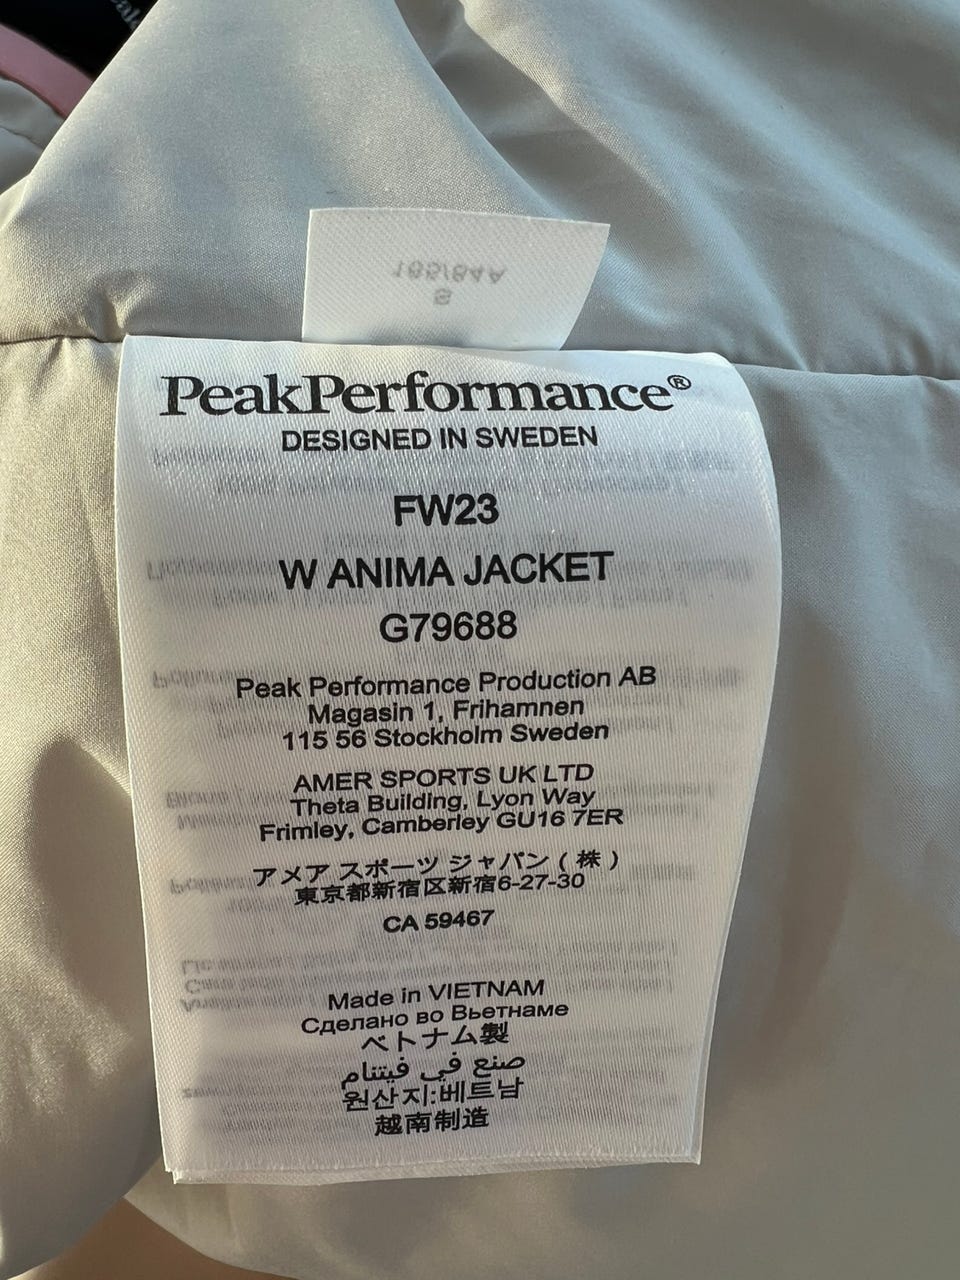 165/84A
S
PeakPerformance®
DESIGNED IN SWEDEN
FW23
W ANIMA JACKET
G79688
Peak Performance Production AB
Magasin 1, Frihamnen
115 56 Stockholm Sweden
AMER SPORTS UK LTD
Theta Building, Lyon Way
Frimley, Camberley GU16 7ER
アメア スポーツ ジャパン ( 株 )
東京都新宿区新宿6-27-30
CA 59467
Made in VIETNAM
Сделано во Вьетнаме
ベトナム製
صنع في فيتنام
원산지:베트남
越南制造